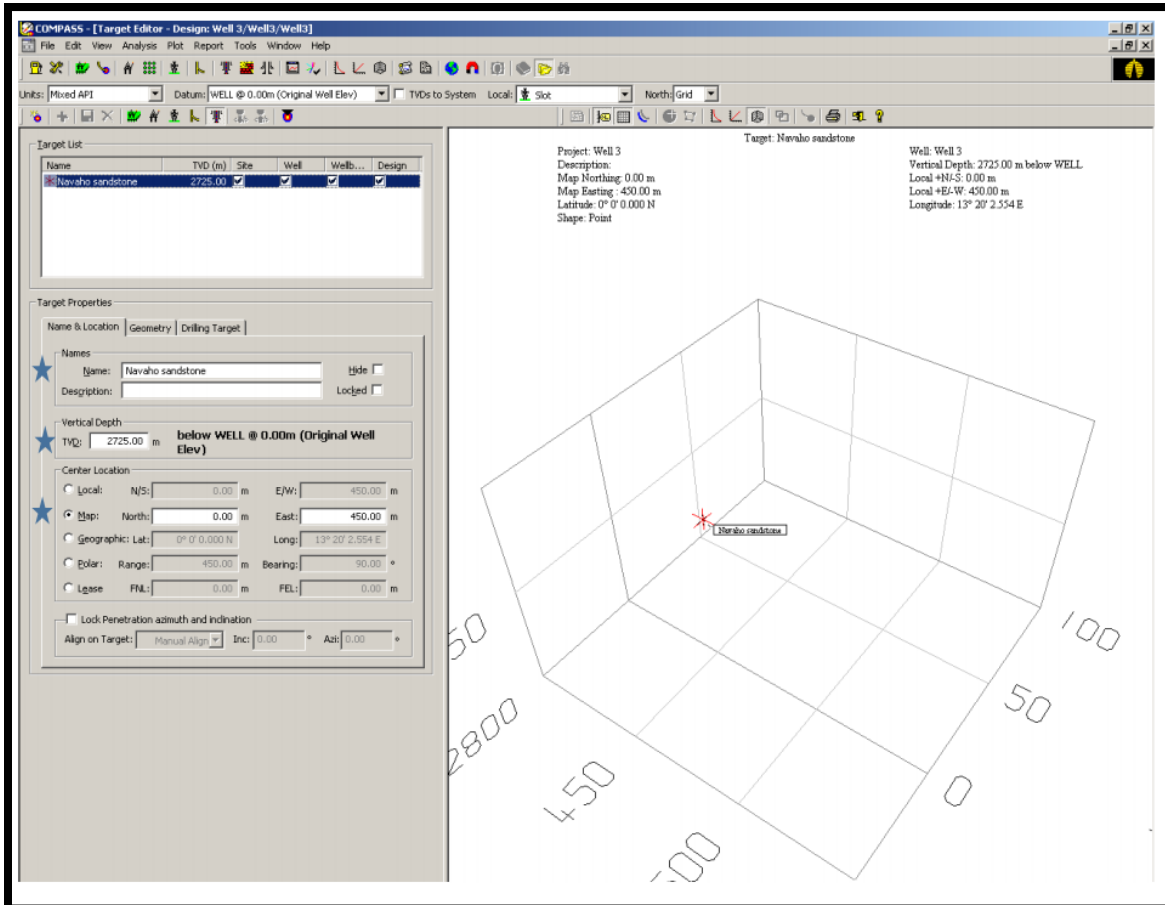 COMPASS - [Target Editor - Design: Well 3/Well3/Well3]
File Edit View Analysis Plot Report Tools Window Help
Units: Mixed API Datum: WELL @ 0.00m (Original Well Elev) TVDs to System Local: Slot North: Grid
Target List
Name TVD (m) Site Well Wellb... Design
Navaho sandstone 2725.00
Target Properties
Name & Location Geometry Drilling Target
Names
Name: Navaho sandstone Hide
Description: Locked
Vertical Depth
TVD: 2725.00 m below WELL @ 0.00m (Original Well
Elev)
Center Location
Local: N/S: 0.00 m E/W: 450.00 m
Map: North: 0.00 m East: 450.00 m
Geographic: Lat: 0° 0' 0.000 N Long: 13° 20' 2.554 E
Polar: Range: 450.00 m Bearing: 90.00 °
Lease FNL: 0.00 m FEL: 0.00 m
Lock Penetration azimuth and indination
Align on Target: Manual Align Inc: 0.00 ° Azi: 0.00 °
Target: Navaho sandstone
Project: Well 3
Description:
Map Northing: 0.00 m
Map Easting : 450.00 m
Latitude: 0° 0' 0.000 N
Shape: Point
Well: Well 3
Vertical Depth: 2725.00 m below WELL
Local +N/-S: 0.00 m
Local +E/-W: 450.00 m
Longitude: 13° 20' 2.554 E
Navaho sandstone
100
50
0
50
2800
450
500